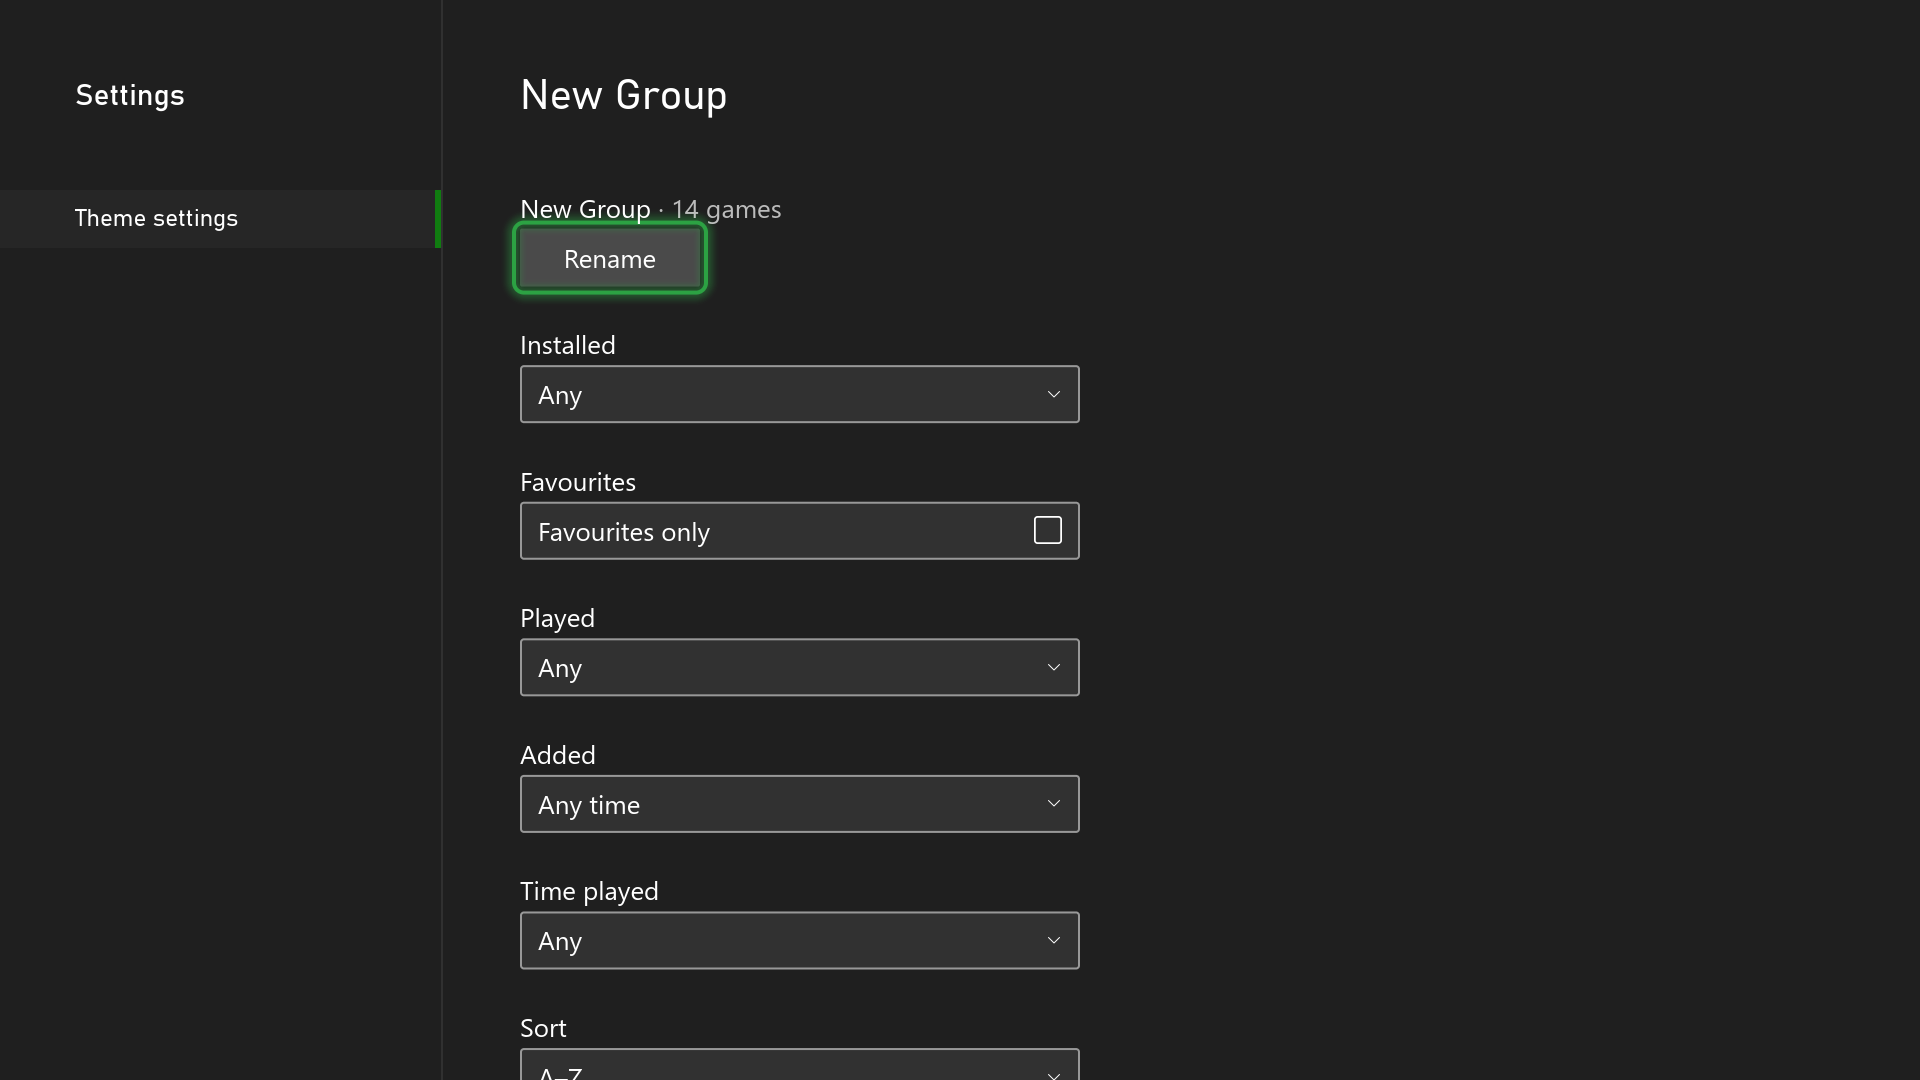 Settings
Theme settings
New Group
New Group · 14 games
Rename
Installed
Any
Favourites
Favourites only
Played
Any
Added
Any time
Time played
Any
Sort
A–Z